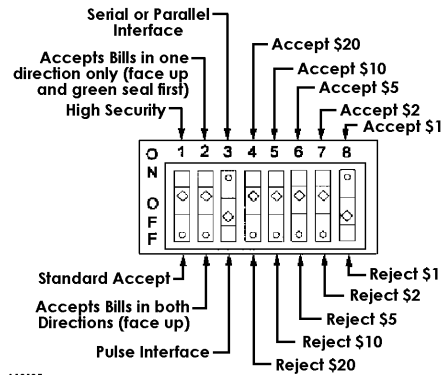 Serial or Parallel
Interface
Accepts Bills in one
direction only (face up
and green seal first)
High Security
Accept $20
Accept $10
Accept $5
Accept $2
Accept $1
ON 1 2 3 4 5 6 7 8
OFF
Standard Accept
Accepts Bills in both
Directions (face up)
Pulse Interface
Reject $1
Reject $2
Reject $5
Reject $10
Reject $20